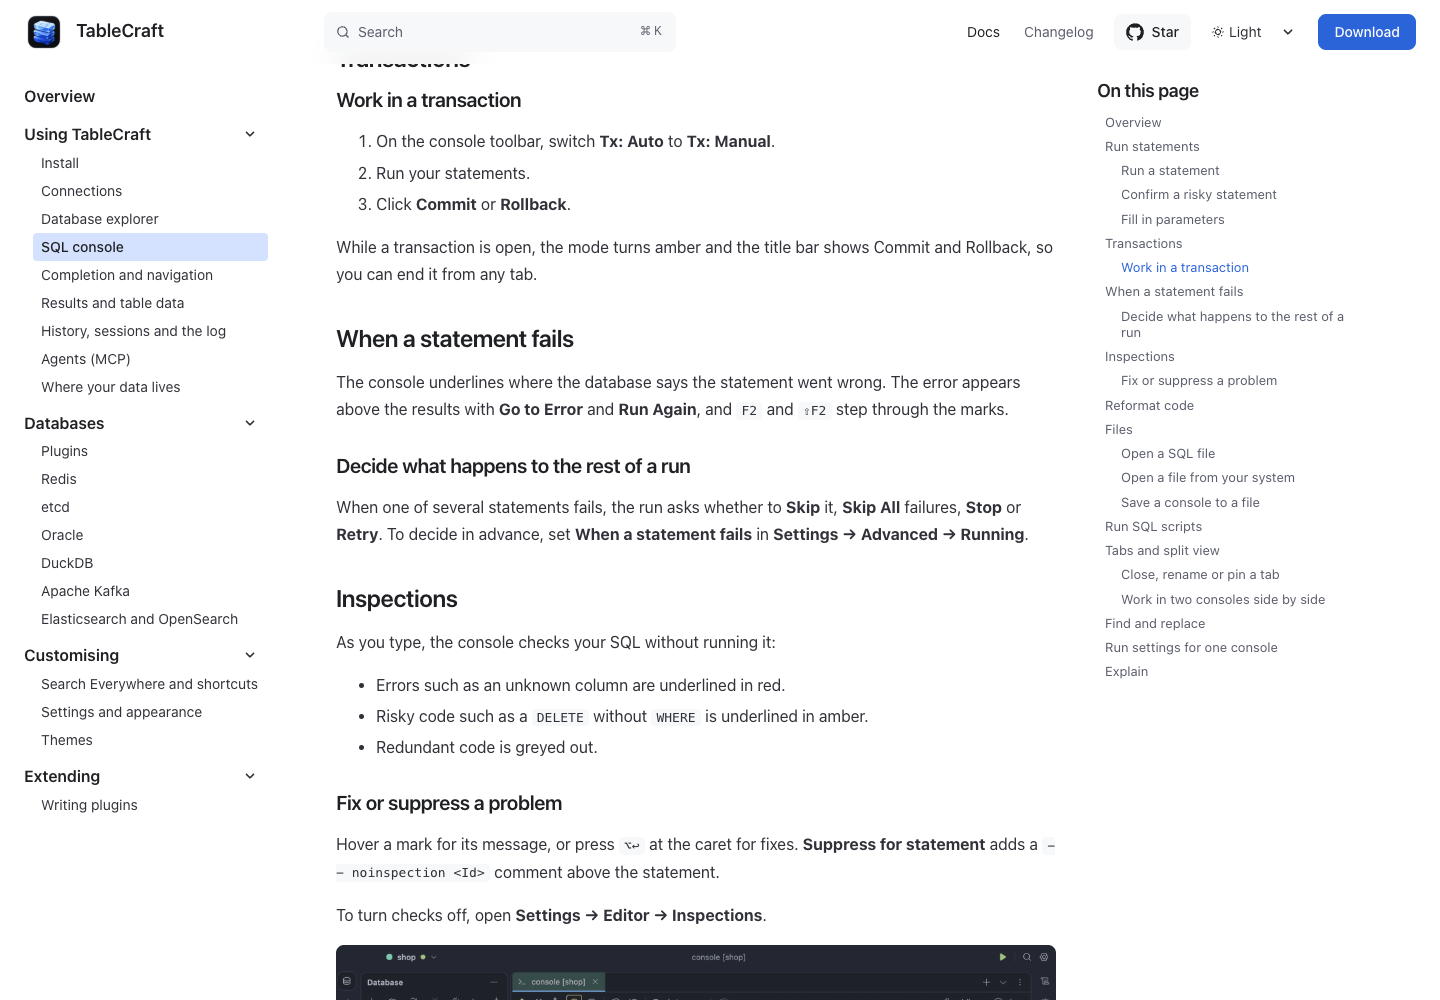 TableCraft
Search
⌘ K
Docs
Changelog
Star
Light
Download
Overview
Using TableCraft
Install
Connections
Database explorer
SQL console
Completion and navigation
Results and table data
History, sessions and the log
Agents (MCP)
Where your data lives
Databases
Plugins
Redis
etcd
Oracle
DuckDB
Apache Kafka
Elasticsearch and OpenSearch
Customising
Search Everywhere and shortcuts
Settings and appearance
Themes
Extending
Writing plugins
Transactions
Work in a transaction
1. On the console toolbar, switch Tx: Auto to Tx: Manual.
2. Run your statements.
3. Click Commit or Rollback.
While a transaction is open, the mode turns amber and the title bar shows Commit and Rollback, so
you can end it from any tab.
When a statement fails
The console underlines where the database says the statement went wrong. The error appears
above the results with Go to Error and Run Again, and F2 and ⇧F2 step through the marks.
Decide what happens to the rest of a run
When one of several statements fails, the run asks whether to Skip it, Skip All failures, Stop or
Retry. To decide in advance, set When a statement fails in Settings → Advanced → Running.
Inspections
As you type, the console checks your SQL without running it:
• Errors such as an unknown column are underlined in red.
• Risky code such as a DELETE without WHERE is underlined in amber.
• Redundant code is greyed out.
Fix or suppress a problem
Hover a mark for its message, or press ⌥↩ at the caret for fixes. Suppress for statement adds a -
- noinspection <Id> comment above the statement.
To turn checks off, open Settings → Editor → Inspections.
shop
console [shop]
Database
console [shop]
On this page
Overview
Run statements
Run a statement
Confirm a risky statement
Fill in parameters
Transactions
Work in a transaction
When a statement fails
Decide what happens to the rest of a
run
Inspections
Fix or suppress a problem
Reformat code
Files
Open a SQL file
Open a file from your system
Save a console to a file
Run SQL scripts
Tabs and split view
Close, rename or pin a tab
Work in two consoles side by side
Find and replace
Run settings for one console
Explain